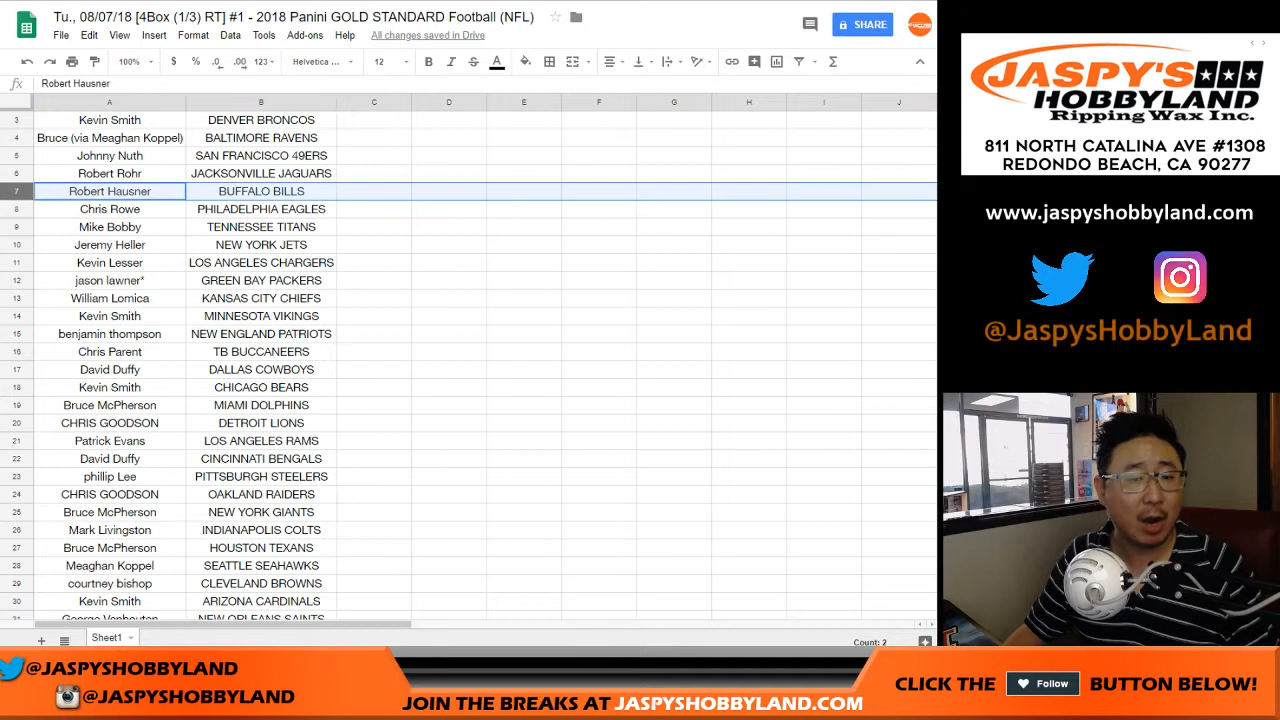 Tu., 08/07/18 [4Box (1/3) RT] #1 - 2018 Panini GOLD STANDARD Football (NFL)
File Edit View Insert Format Data Tools Add-ons Help All changes saved in Drive
SHARE
100% $ % .0 .00 123 Helvetica ... 12 B I S A
fx Robert Hausner
A B C D E F G H I J
3 Kevin Smith DENVER BRONCOS
4 Bruce (via Meaghan Koppel) BALTIMORE RAVENS
5 Johnny Nuth SAN FRANCISCO 49ERS
6 Robert Rohr JACKSONVILLE JAGUARS
7 Robert Hausner BUFFALO BILLS
8 Chris Rowe PHILADELPHIA EAGLES
9 Mike Bobby TENNESSEE TITANS
10 Jeremy Heller NEW YORK JETS
11 Kevin Lesser LOS ANGELES CHARGERS
12 jason lawner* GREEN BAY PACKERS
13 William Lomica KANSAS CITY CHIEFS
14 Kevin Smith MINNESOTA VIKINGS
15 benjamin thompson NEW ENGLAND PATRIOTS
16 Chris Parent TB BUCCANEERS
17 David Duffy DALLAS COWBOYS
18 Kevin Smith CHICAGO BEARS
19 Bruce McPherson MIAMI DOLPHINS
20 CHRIS GOODSON DETROIT LIONS
21 Patrick Evans LOS ANGELES RAMS
22 David Duffy CINCINNATI BENGALS
23 phillip Lee PITTSBURGH STEELERS
24 CHRIS GOODSON OAKLAND RAIDERS
25 Bruce McPherson NEW YORK GIANTS
26 Mark Livingston INDIANAPOLIS COLTS
27 Bruce McPherson HOUSTON TEXANS
28 Meaghan Koppel SEATTLE SEAHAWKS
29 courtney bishop CLEVELAND BROWNS
30 Kevin Smith ARIZONA CARDINALS
31 George Vanhouten NEW ORLEANS SAINTS
Sheet1
Count: 2
JASPY'S
HOBBYLAND
Ripping Wax Inc.
811 NORTH CATALINA AVE #1308
REDONDO BEACH, CA 90277
www.jaspyshobbyland.com
@JaspysHobbyLand
@JASPYSHOBBYLAND
@JASPYSHOBBYLAND
JOIN THE BREAKS AT JASPYSHOBBYLAND.COM
CLICK THE Follow BUTTON BELOW!